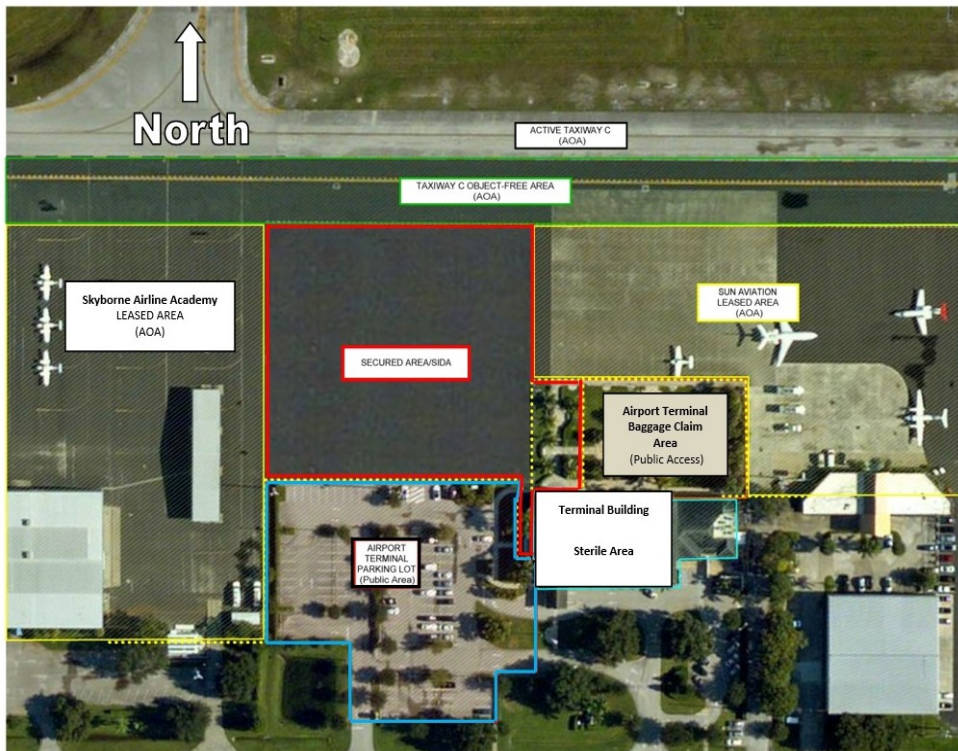 North
ACTIVE TAXIWAY C
(AOA)
TAXIWAY C OBJECT-FREE AREA
(AOA)
Skyborne Airline Academy
LEASED AREA
(AOA)
SUN AVIATION
LEASED AREA
(AOA)
SECURED AREA/SIDA
Airport Terminal
Baggage Claim
Area
(Public Access)
Terminal Building
Sterile Area
AIRPORT
TERMINAL
PARKING LOT
(Public Area)